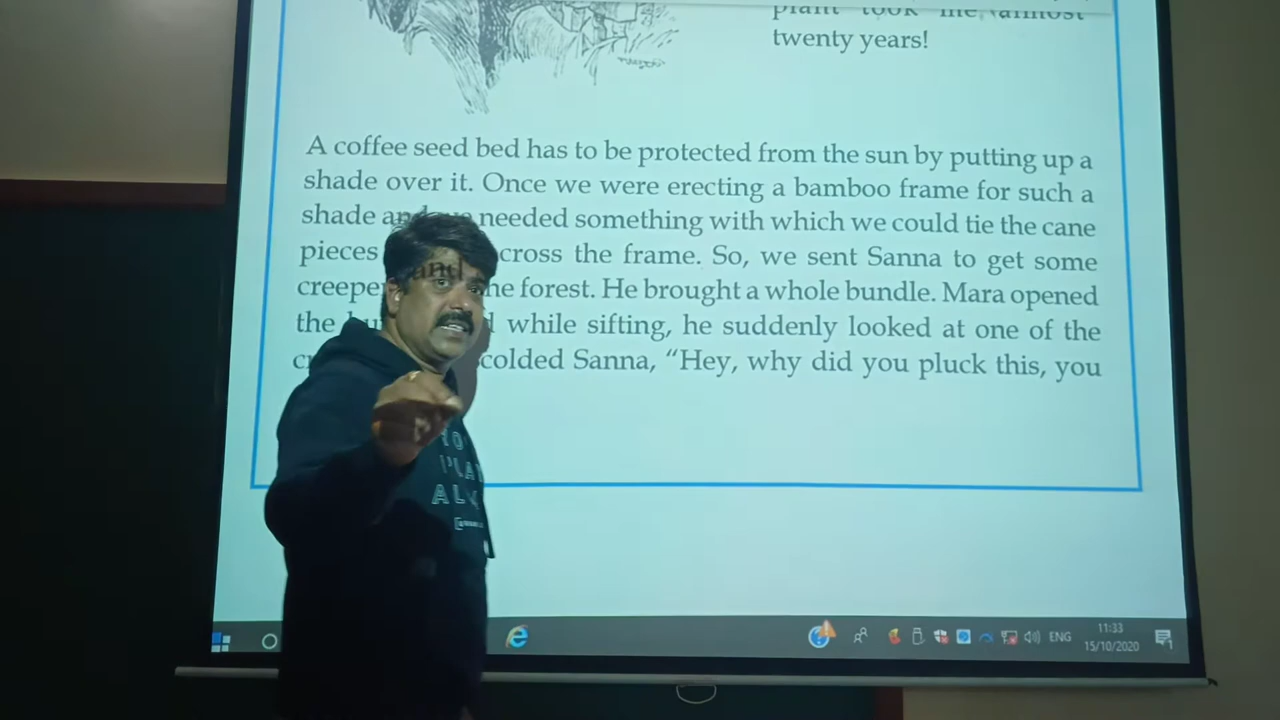 twenty years!
A coffee seed bed has to be protected from the sun by putting up a
shade over it. Once we were erecting a bamboo frame for such a
shade needed something with which we could tie the cane
pieces cross the frame. So, we sent Sanna to get some
and
creeper he forest. He brought a whole bundle. Mara opened
the while sifting, he suddenly looked at one of the
colded Sanna, “Hey, why did you pluck this, you
ENG
11:33
15/10/2020